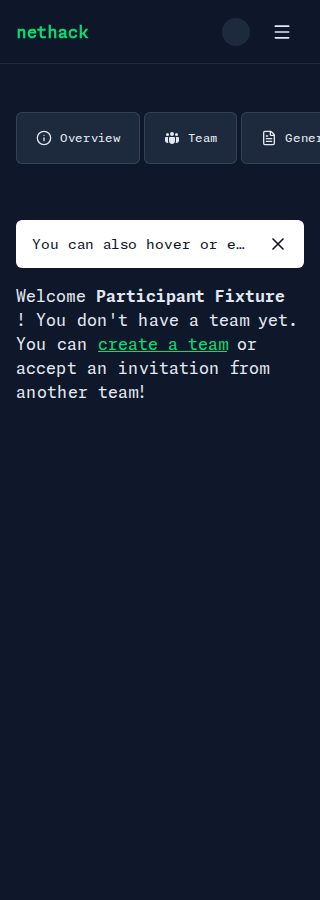 nethack
Overview
Team
Gener
You can also hover or e…
Welcome Participant Fixture
! You don't have a team yet.
You can create a team or
accept an invitation from
another team!